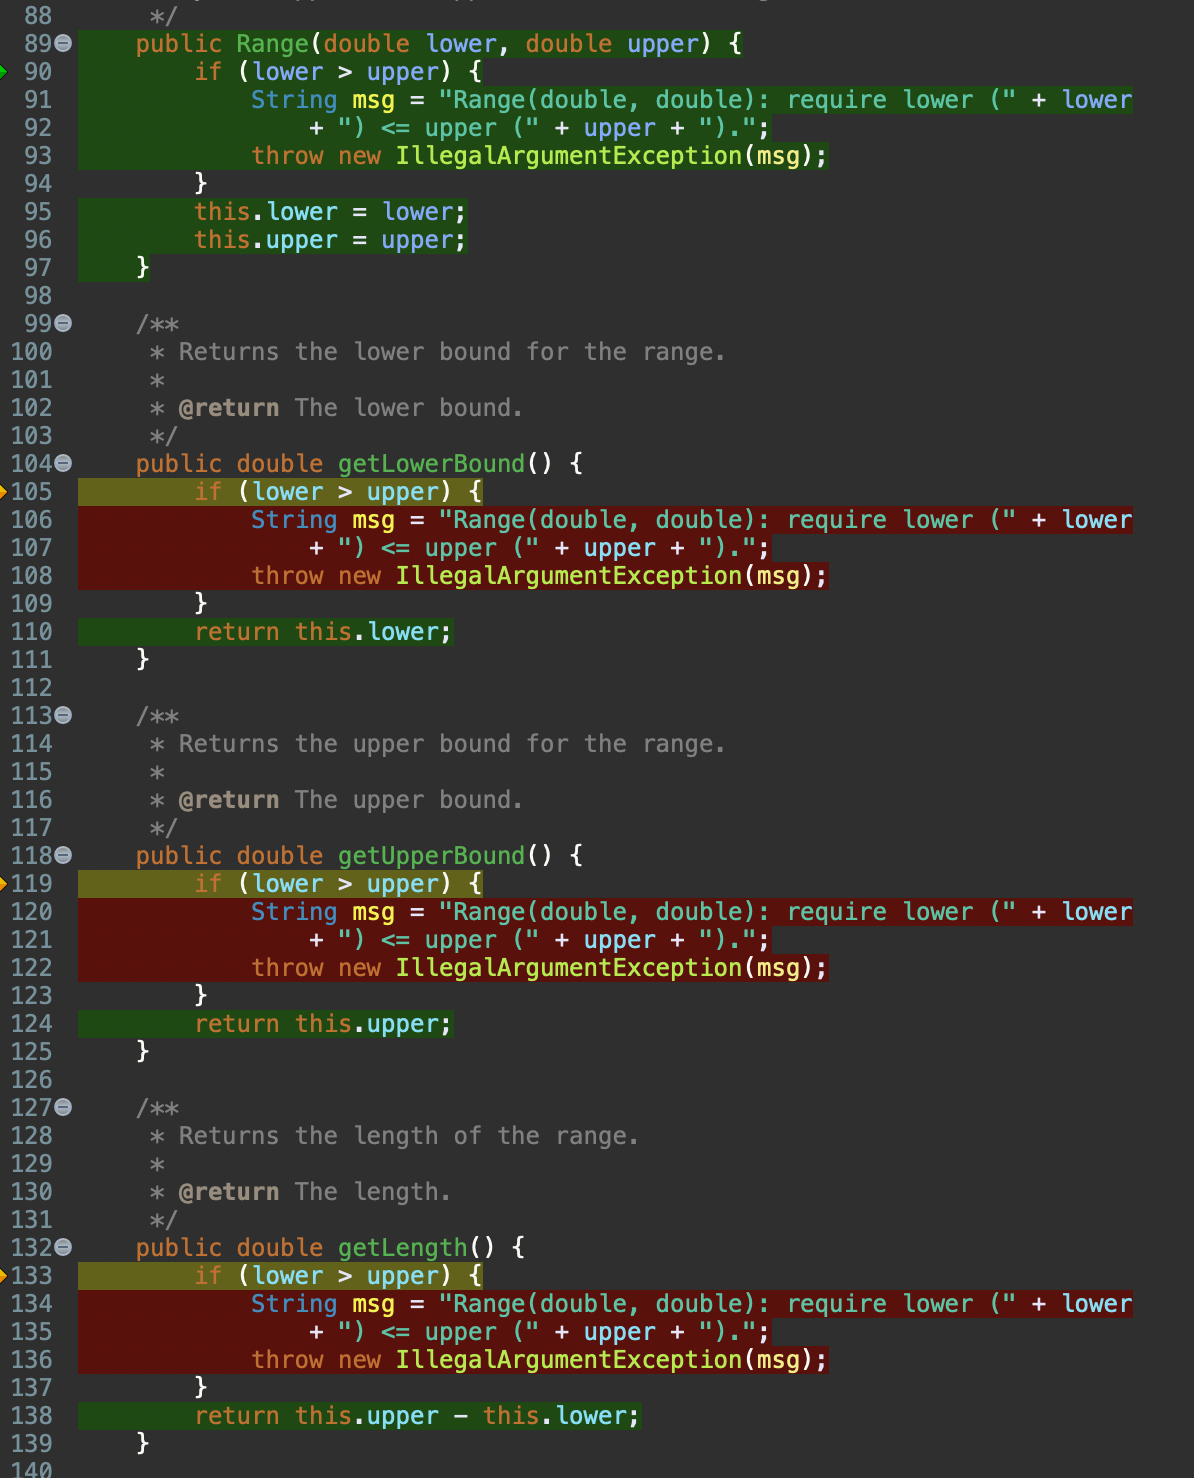 88 */
89 public Range(double lower, double upper) {
90 if (lower > upper) {
91 String msg = "Range(double, double): require lower (" + lower
92 + ") <= upper (" + upper + ").";
93 throw new IllegalArgumentException(msg);
94 }
95 this.lower = lower;
96 this.upper = upper;
97 }
98
99 /**
100 * Returns the lower bound for the range.
101 *
102 * @return The lower bound.
103 */
104 public double getLowerBound() {
105 if (lower > upper) {
106 String msg = "Range(double, double): require lower (" + lower
107 + ") <= upper (" + upper + ").";
108 throw new IllegalArgumentException(msg);
109 }
110 return this.lower;
111 }
112
113 /**
114 * Returns the upper bound for the range.
115 *
116 * @return The upper bound.
117 */
118 public double getUpperBound() {
119 if (lower > upper) {
120 String msg = "Range(double, double): require lower (" + lower
121 + ") <= upper (" + upper + ").";
122 throw new IllegalArgumentException(msg);
123 }
124 return this.upper;
125 }
126
127 /**
128 * Returns the length of the range.
129 *
130 * @return The length.
131 */
132 public double getLength() {
133 if (lower > upper) {
134 String msg = "Range(double, double): require lower (" + lower
135 + ") <= upper (" + upper + ").";
136 throw new IllegalArgumentException(msg);
137 }
138 return this.upper - this.lower;
139 }
140